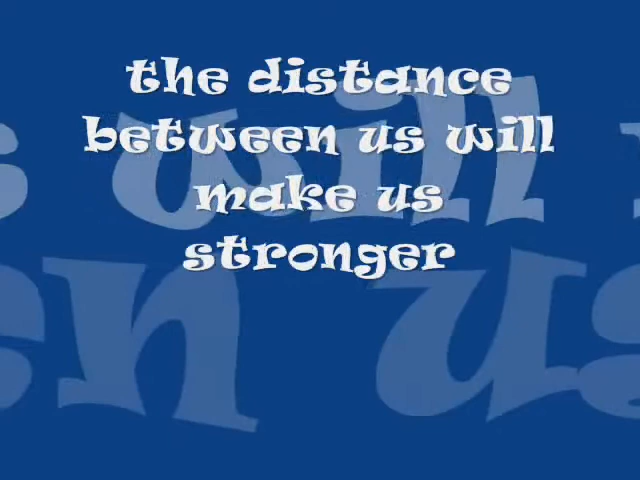 the distance
between us will
make us
stronger